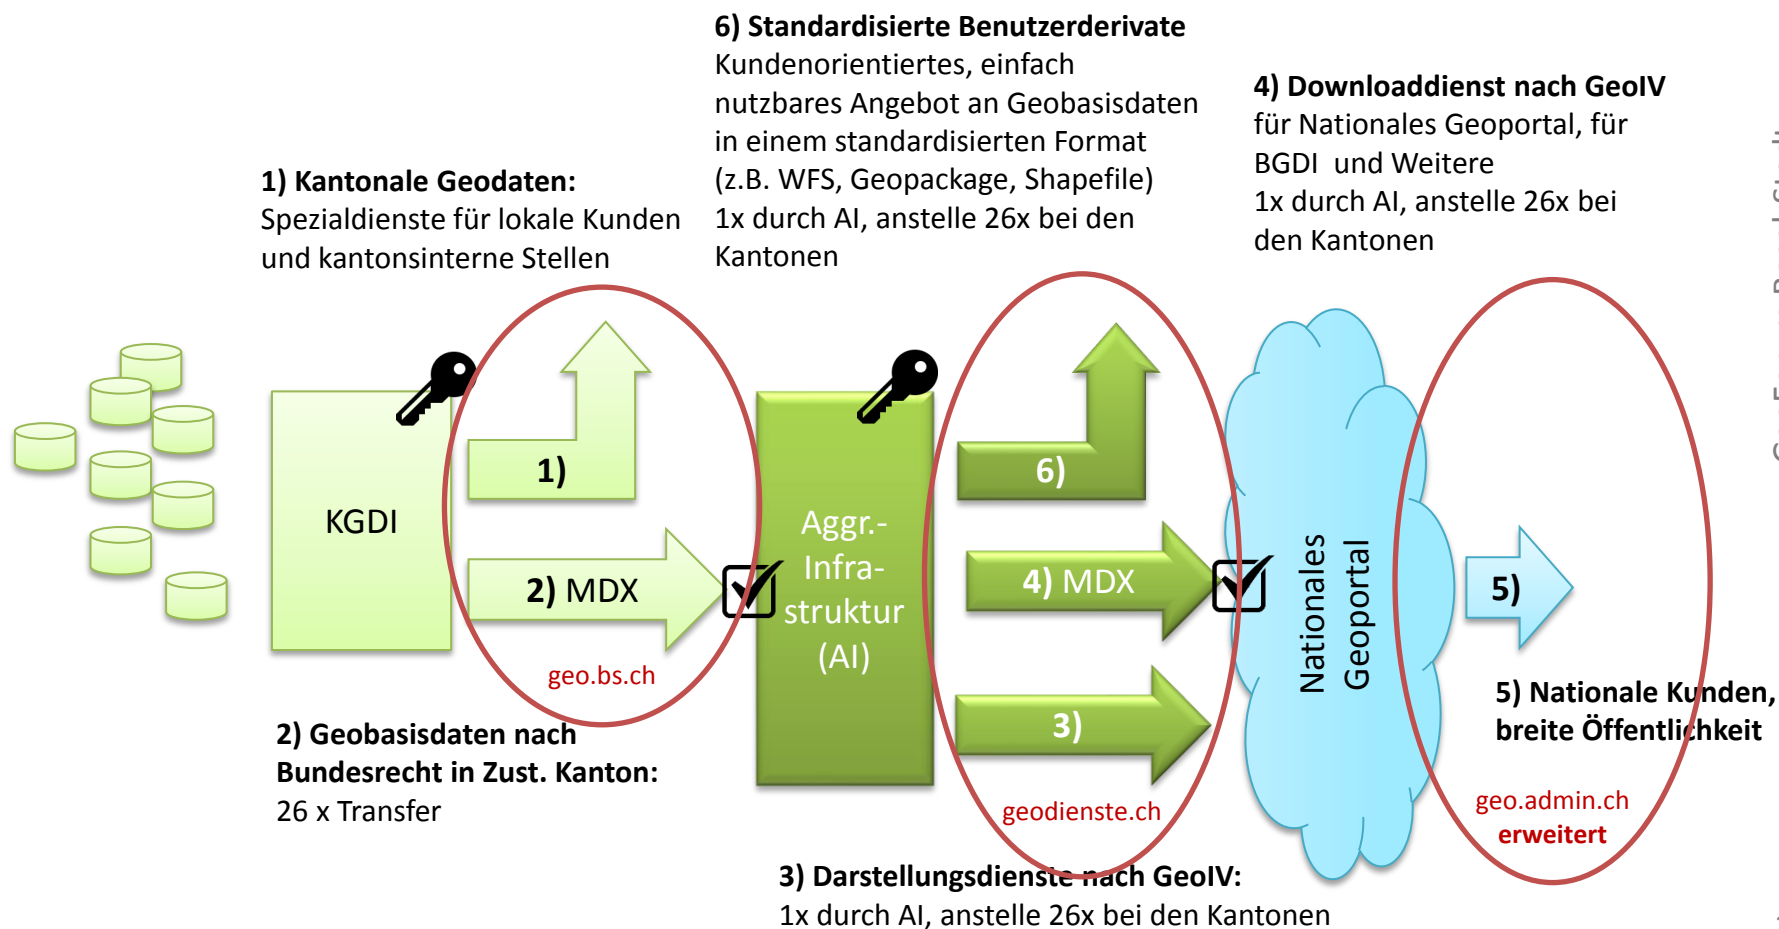 6) Standardisierte Benutzerderivate
Kundenorientiertes, einfach
nutzbares Angebot an Geobasisdaten
in einem standardisierten Format
(z.B. WFS, Geopackage, Shapefile)
1x durch AI, anstelle 26x bei den
Kantonen
4) Downloaddienst nach GeoIV
für Nationales Geoportal, für
BGDI und Weitere
1x durch AI, anstelle 26x bei
den Kantonen
1) Kantonale Geodaten:
Spezialdienste für lokale Kunden
und kantonsinterne Stellen
KGDI
1)
2) MDX
geo.bs.ch
Aggr.-
Infra-
struktur
(AI)
6)
4) MDX
3)
geodienste.ch
Nationales
Geoportal
5)
5) Nationale Kunden,
breite Öffentlichkeit
geo.admin.ch
erweitert
2) Geobasisdaten nach
Bundesrecht in Zust. Kanton:
26 x Transfer
3) Darstellungsdienste nach GeoIV:
1x durch AI, anstelle 26x bei den Kantonen